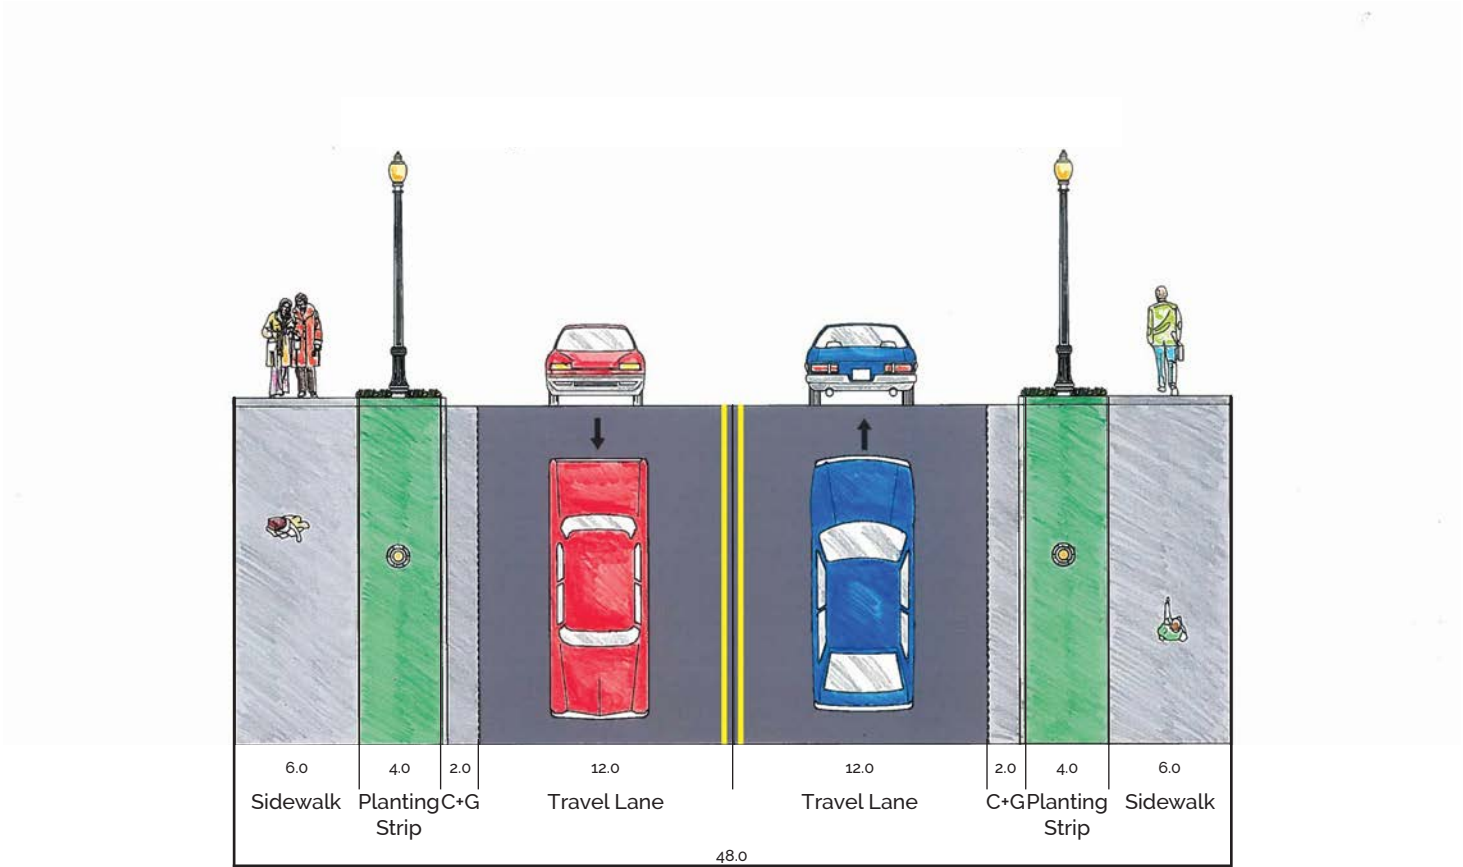 6.0 4.0 2.0 12.0 12.0 2.0 4.0 6.0
Sidewalk Planting C+G Travel Lane Travel Lane C+G Planting Sidewalk
Strip Strip
48.0